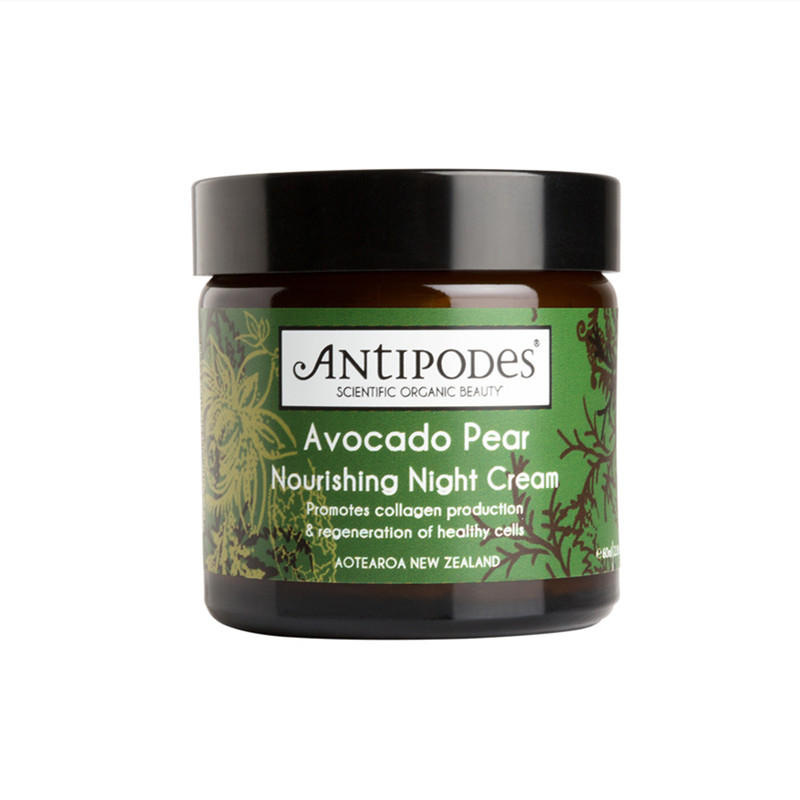 ANTIPODES®
SCIENTIFIC ORGANIC BEAUTY
Avocado Pear
Nourishing Night Cream
Promotes collagen production
& regeneration of healthy cells
AOTEAROA NEW ZEALAND